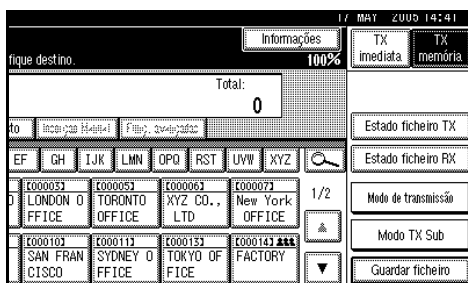 17 MAY 2005 14:41
Informações
TX imediata
TX memória
fique destino.
100%
Total:
0
to
Estado ficheiro TX
EF GH IJK LMN OPQ RST UVW XYZ
Estado ficheiro RX
[00003] [00005] [00006] [00007]
LONDON O TORONTO XYZ CO., New York
FFICE OFFICE LTD OFFICE
1/2
Modo de transmissão
[00010] [00011] [00013] [00014]
SAN FRAN SYDNEY O TOKYO OF FACTORY
CISCO FFICE FICE
Modo TX Sub
Guardar ficheiro